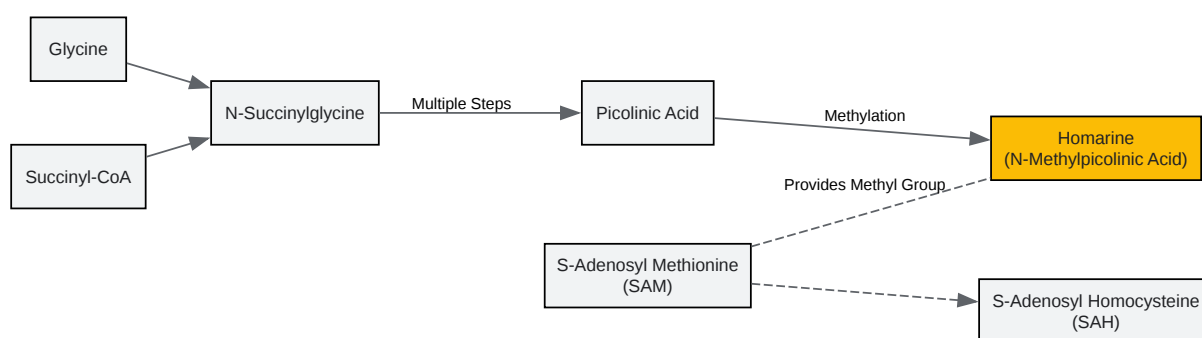 Glycine
Succinyl-CoA
N-Succinylglycine
Multiple Steps
Picolinic Acid
Methylation
Homarine
(N-Methylpicolinic Acid)
Provides Methyl Group
S-Adenosyl Methionine
(SAM)
S-Adenosyl Homocysteine
(SAH)